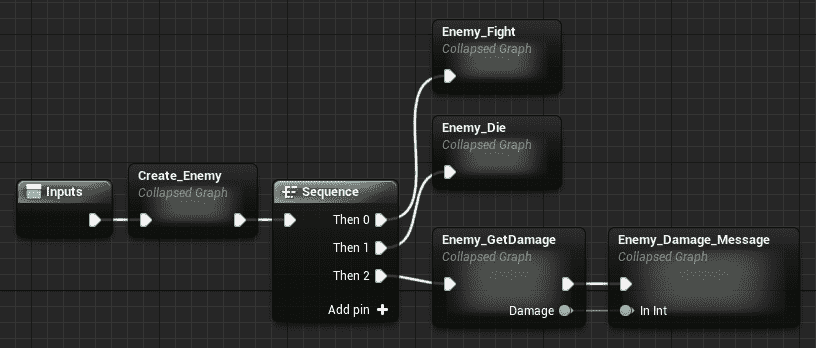 Inputs
Create_Enemy
Collapsed Graph
Sequence
Then 0
Then 1
Then 2
Add pin
Enemy_Fight
Collapsed Graph
Enemy_Die
Collapsed Graph
Enemy_GetDamage
Collapsed Graph
Damage
Enemy_Damage_Message
Collapsed Graph
In Int